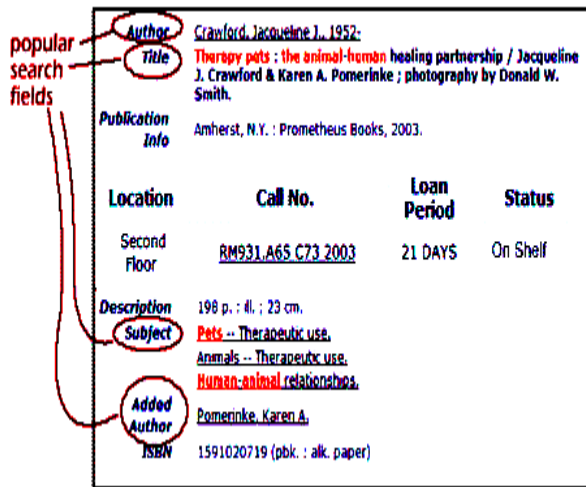 popular
search
fields
Author Crawford, Jacqueline J., 1952-
Title Therapy pets : the animal-human healing partnership / Jacqueline
J. Crawford & Karen A. Pomerinke ; photography by Donald W.
Smith.
Publication
Info Amherst, N.Y. : Prometheus Books, 2003.
Location Call No. Loan Period Status
Second Floor RM931.A65 C73 2003 21 DAYS On Shelf
Description 198 p. : ill. ; 23 cm.
Subject Pets -- Therapeutic use.
Animals -- Therapeutic use.
Human-animal relationships.
Added
Author Pomerinke, Karen A.
ISBN 1591020719 (pbk. : alk. paper)